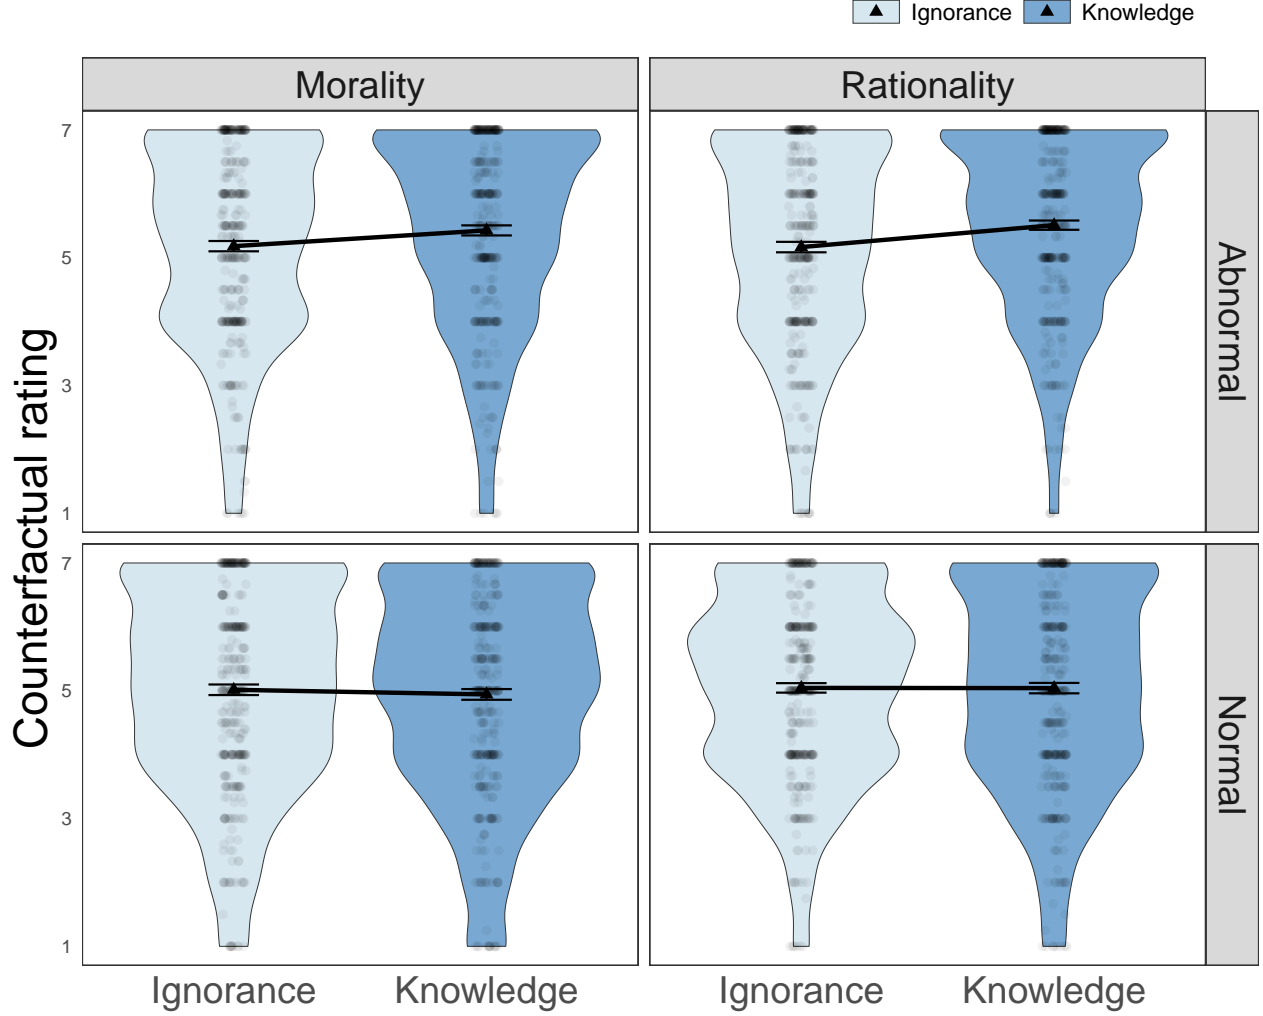 Ignorance Knowledge
Morality Rationality
Counterfactual rating
7
5
3
1
Abnormal
7
5
3
1
Normal
Ignorance Knowledge Ignorance Knowledge